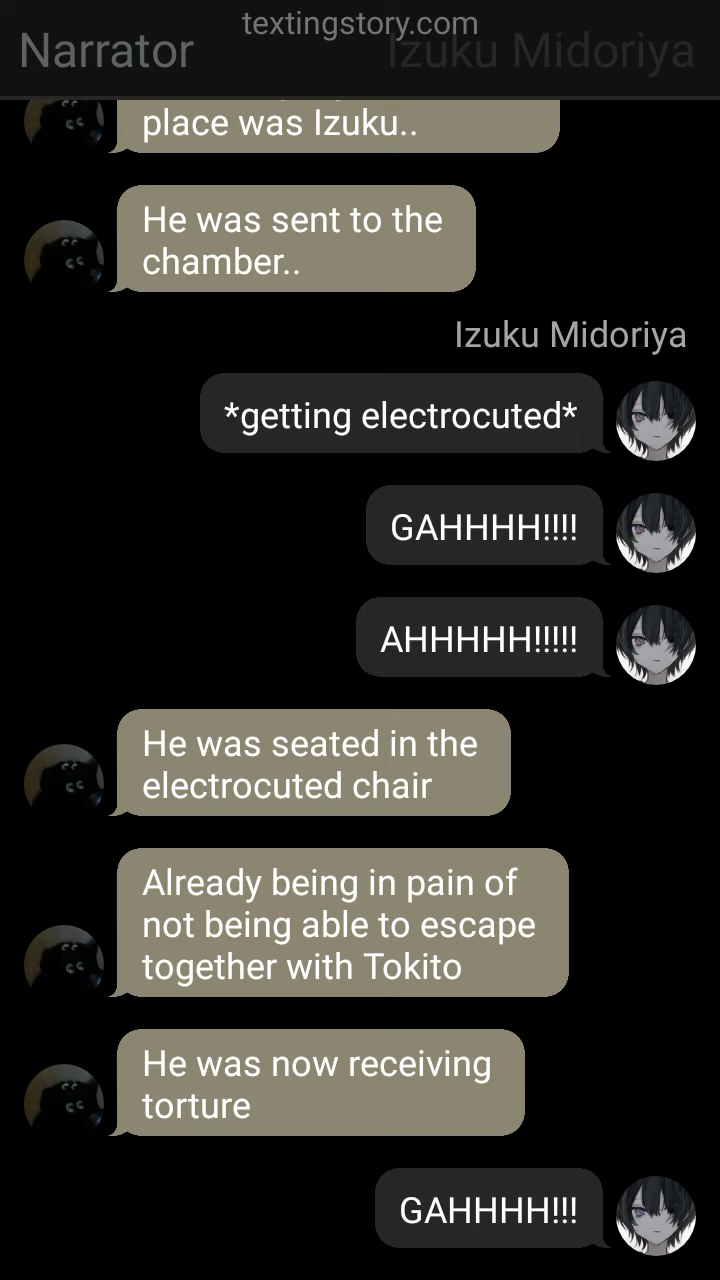 textingstory.com
Narrator
Izuku Midoriya
place was Izuku..
He was sent to the
chamber..
Izuku Midoriya
*getting electrocuted*
GAHHHH!!!!
AHHHHH!!!!!
He was seated in the
electrocuted chair
Already being in pain of
not being able to escape
together with Tokito
He was now receiving
torture
GAHHHH!!!